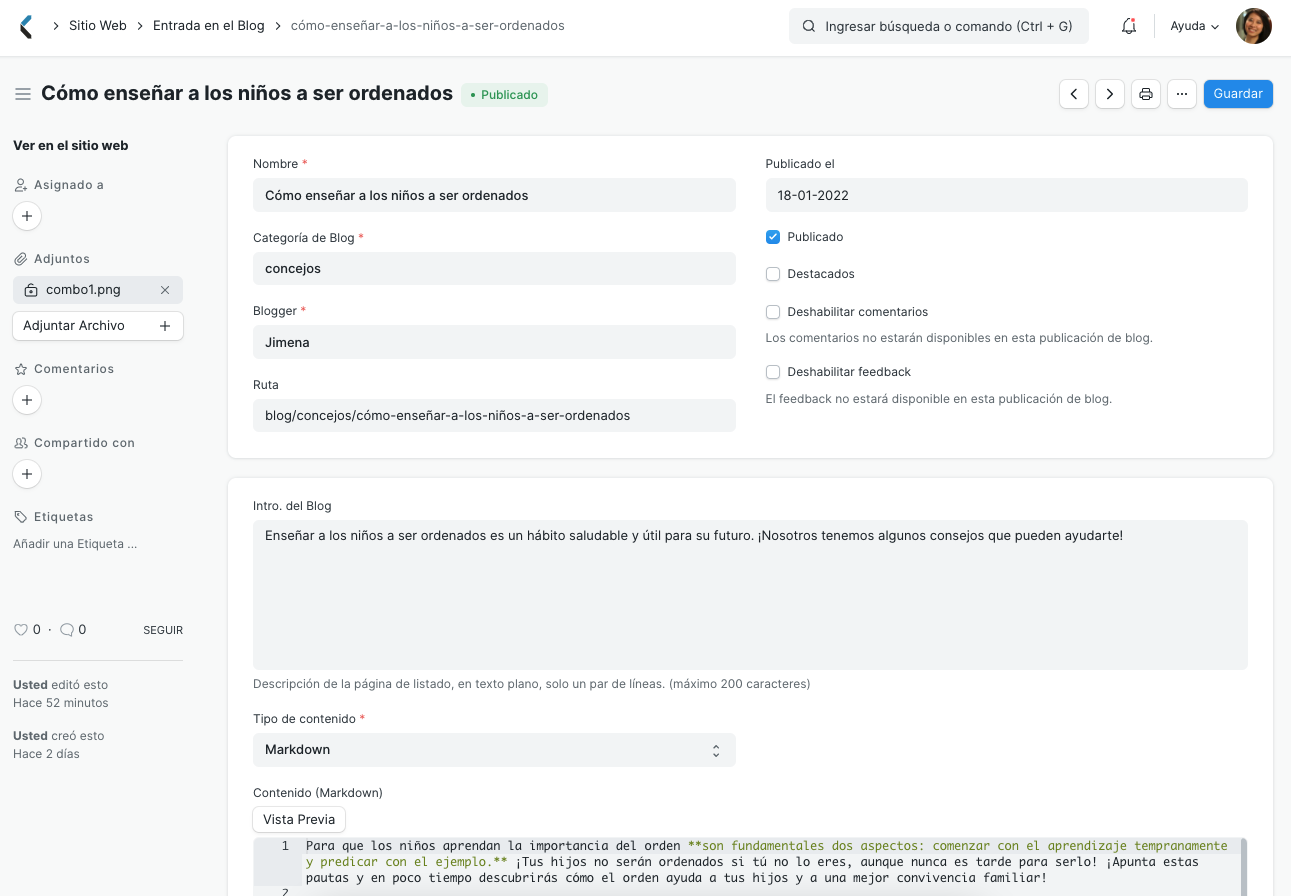 Sitio Web
Entrada en el Blog
cómo-enseñar-a-los-niños-a-ser-ordenados
Ingresar búsqueda o comando (Ctrl + G)
Ayuda
Cómo enseñar a los niños a ser ordenados
Publicado
Guardar
Ver en el sitio web
Asignado a
Adjuntos
combo1.png
Adjuntar Archivo
Comentarios
Compartido con
Etiquetas
Añadir una Etiqueta ...
0 · 0
SEGUIR
Usted editó esto
Hace 52 minutos
Usted creó esto
Hace 2 días
Nombre *
Cómo enseñar a los niños a ser ordenados
Categoría de Blog *
concejos
Blogger *
Jimena
Ruta
blog/concejos/cómo-enseñar-a-los-niños-a-ser-ordenados
Publicado el
18-01-2022
Publicado
Destacados
Deshabilitar comentarios
Los comentarios no estarán disponibles en esta publicación de blog.
Deshabilitar feedback
El feedback no estará disponible en esta publicación de blog.
Intro. del Blog
Enseñar a los niños a ser ordenados es un hábito saludable y útil para su futuro. ¡Nosotros tenemos algunos consejos que pueden ayudarte!
Descripción de la página de listado, en texto plano, solo un par de líneas. (máximo 200 caracteres)
Tipo de contenido *
Markdown
Contenido (Markdown)
Vista Previa
1 Para que los niños aprendan la importancia del orden **son fundamentales dos aspectos: comenzar con el aprendizaje tempranamente
y predicar con el ejemplo.** ¡Tus hijos no serán ordenados si tú no lo eres, aunque nunca es tarde para serlo! ¡Apunta estas
pautas y en poco tiempo descubrirás cómo el orden ayuda a tus hijos y a una mejor convivencia familiar!
2